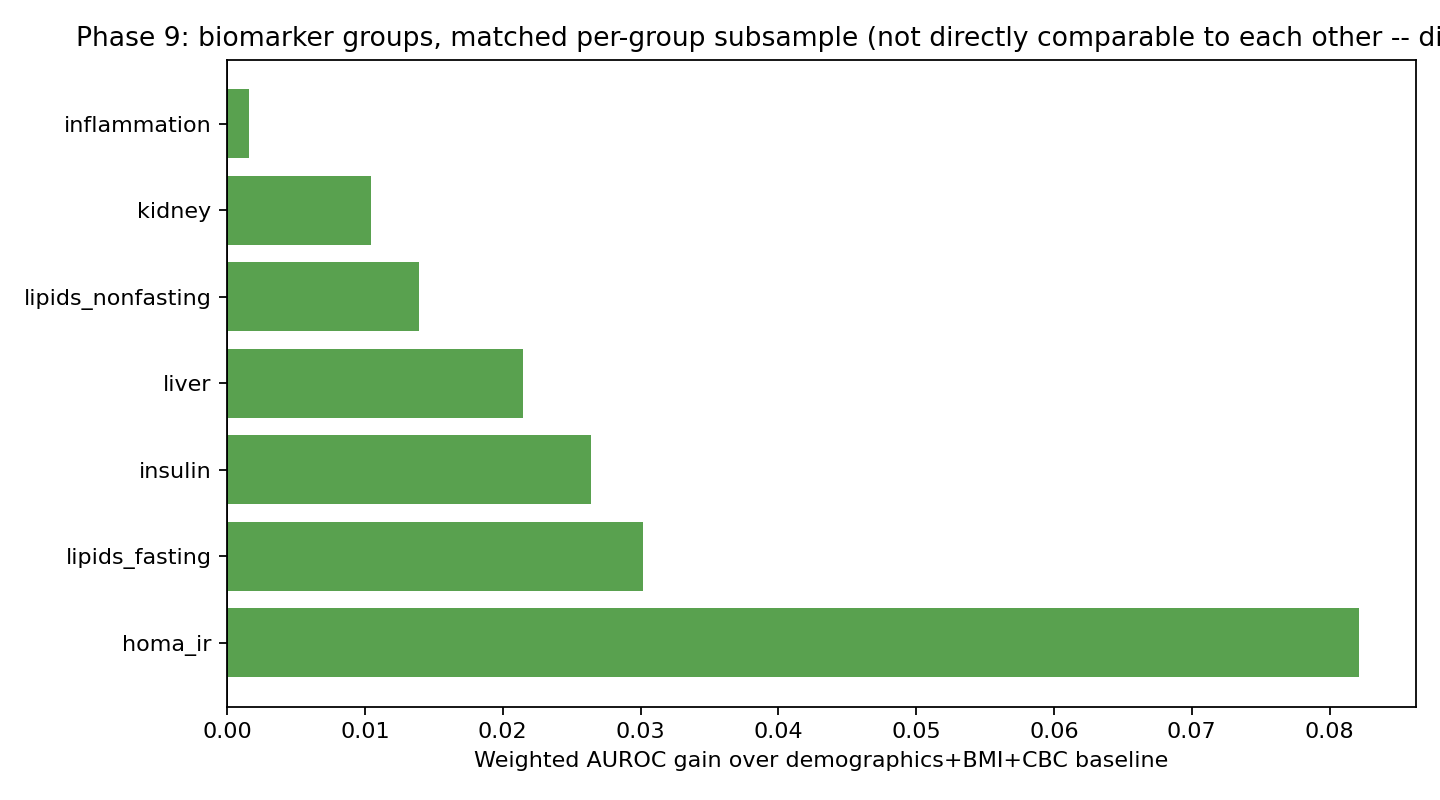 Phase 9: biomarker groups, matched per-group subsample (not directly comparable to each other -- di
inflammation
kidney
lipids_nonfasting
liver
insulin
lipids_fasting
homa_ir
0.00 0.01 0.02 0.03 0.04 0.05 0.06 0.07 0.08
Weighted AUROC gain over demographics+BMI+CBC baseline